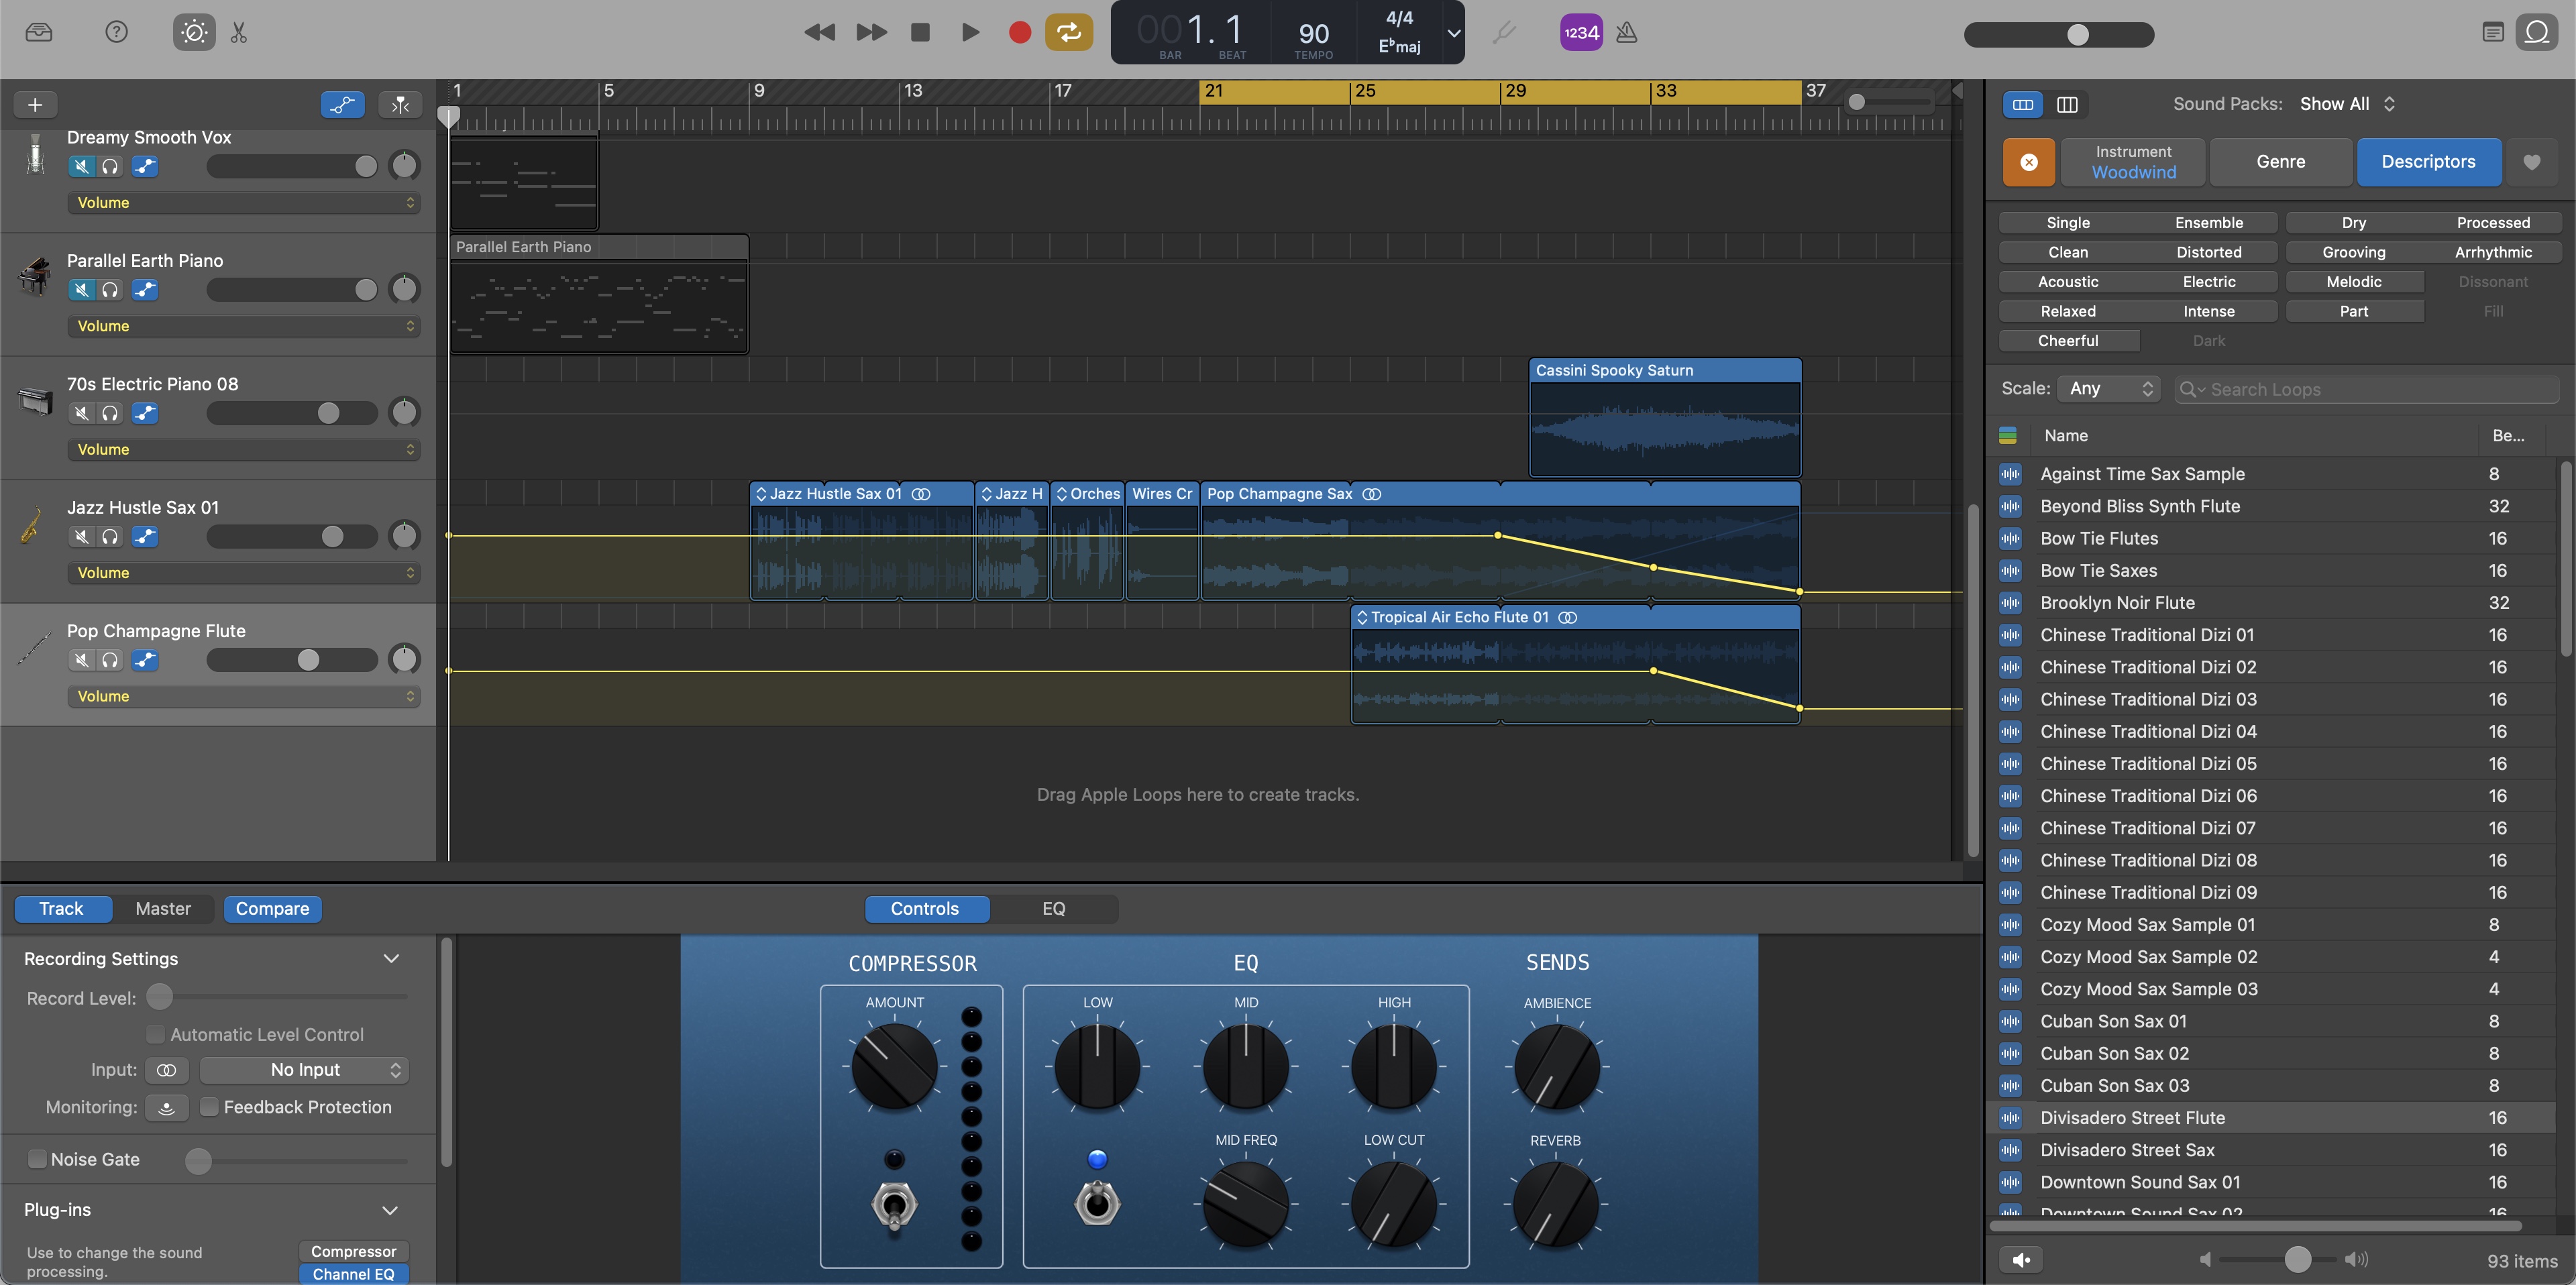 001.1
BAR
BEAT
90
TEMPO
4/4
E♭maj
1234
1
5
9
13
17
21
25
29
33
37
Dreamy Smooth Vox
Volume
Parallel Earth Piano
Volume
70s Electric Piano 08
Volume
Jazz Hustle Sax 01
Volume
Pop Champagne Flute
Volume
Parallel Earth Piano
Cassini Spooky Saturn
Jazz Hustle Sax 01
Jazz H
Orches
Wires Cr
Pop Champagne Sax
Tropical Air Echo Flute 01
Drag Apple Loops here to create tracks.
Track
Master
Compare
Controls
EQ
Recording Settings
Record Level:
Automatic Level Control
Input:
No Input
Monitoring:
Feedback Protection
Noise Gate
Plug-ins
Use to change the sound
processing.
Compressor
Channel EQ
COMPRESSOR
AMOUNT
EQ
LOW
MID
HIGH
MID FREQ
LOW CUT
SENDS
AMBIENCE
REVERB
Sound Packs: Show All
Instrument
Woodwind
Genre
Descriptors
Single Ensemble Dry Processed
Clean Distorted Grooving Arrhythmic
Acoustic Electric Melodic Dissonant
Relaxed Intense Part Fill
Cheerful Dark
Scale: Any
Search Loops
Name Be...
Against Time Sax Sample 8
Beyond Bliss Synth Flute 32
Bow Tie Flutes 16
Bow Tie Saxes 16
Brooklyn Noir Flute 32
Chinese Traditional Dizi 01 16
Chinese Traditional Dizi 02 16
Chinese Traditional Dizi 03 16
Chinese Traditional Dizi 04 16
Chinese Traditional Dizi 05 16
Chinese Traditional Dizi 06 16
Chinese Traditional Dizi 07 16
Chinese Traditional Dizi 08 16
Chinese Traditional Dizi 09 16
Cozy Mood Sax Sample 01 8
Cozy Mood Sax Sample 02 4
Cozy Mood Sax Sample 03 4
Cuban Son Sax 01 8
Cuban Son Sax 02 8
Cuban Son Sax 03 8
Divisadero Street Flute 16
Divisadero Street Sax 16
Downtown Sound Sax 01 16
Downtown Sound Sax 02 16
93 items